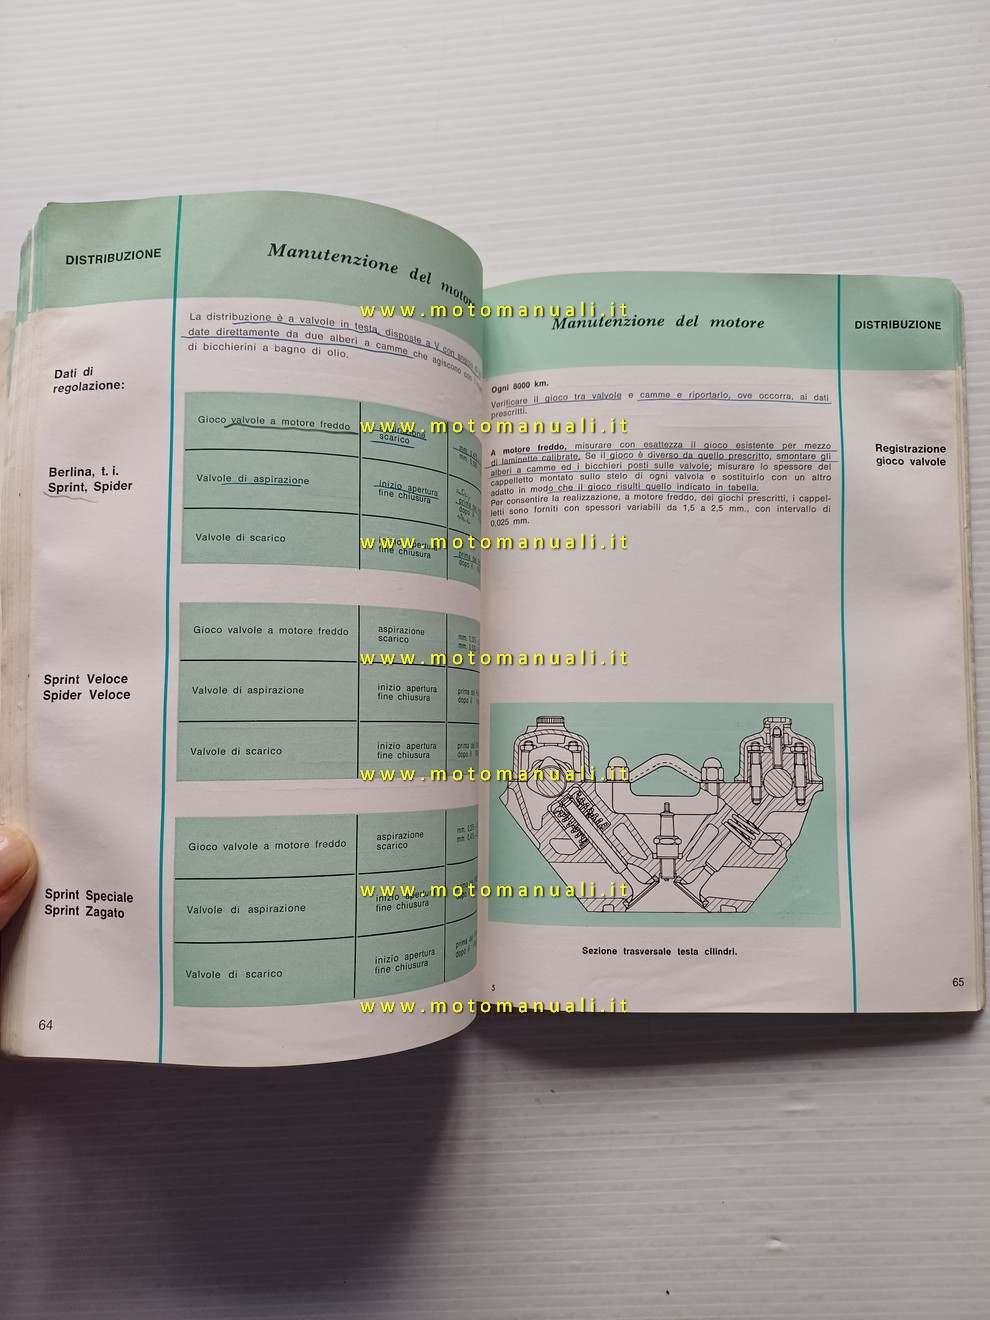 DISTRIBUZIONE
Manutenzione del motore
La distribuzione è a valvole in testa, disposte a V con
date direttamente da due alberi a camme che agiscono con
di bicchierini a bagno di olio.
Dati di
regolazione:
Berlina, t. i.
Sprint, Spider
Gioco valvole a motore freddo
scarico
Valvole di aspirazione
inizio apertura
fine chiusura
Valvole di scarico
fine chiusura
Sprint Veloce
Spider Veloce
Gioco valvole a motore freddo
aspirazione
scarico
Valvole di aspirazione
inizio apertura
fine chiusura
Valvole di scarico
inizio apertura
fine chiusura
Sprint Speciale
Sprint Zagato
Gioco valvole a motore freddo
aspirazione
scarico
Valvole di aspirazione
inizio apertura
fine chiusura
Valvole di scarico
inizio apertura
fine chiusura
64
Manutenzione del motore
DISTRIBUZIONE
Ogni 8000 km.
Verificare il gioco tra valvole e camme e riportarlo, ove occorra, ai dati
prescritti.
Registrazione
gioco valvole
A motore freddo, misurare con esattezza il gioco esistente per mezzo
di laminette calibrate. Se il gioco è diverso da quello prescritto, smontare gli
alberi a camme ed i bicchieri posti sulle valvole; misurare lo spessore del
cappelletto montato sullo stelo di ogni valvola e sostituirlo con un altro
adatto in modo che il gioco risulti quello indicato in tabella.
Per consentire la realizzazione, a motore freddo, dei giochi prescritti, i cappel-
letti sono forniti con spessori variabili da 1,5 a 2,5 mm., con intervallo di
0,025 mm.
Sezione trasversale testa cilindri.
5
65
www.motomanuali.it
www.motomanuali.it
www.motomanuali.it
www.motomanuali.it
www.motomanuali.it
www.motomanuali.it
www.motomanuali.it